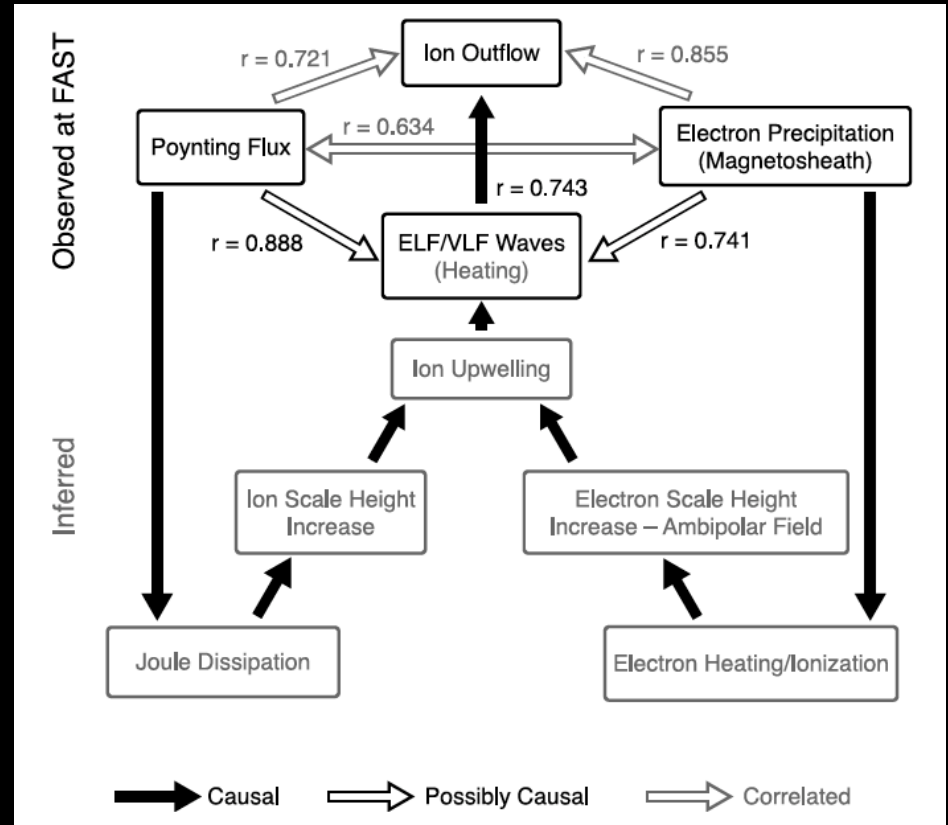 Observed at FAST
Ion Outflow
r = 0.721
r = 0.855
Poynting Flux
r = 0.634
Electron Precipitation
(Magnetosheath)
r = 0.743
r = 0.888
ELF/VLF Waves
(Heating)
r = 0.741
Inferred
Ion Upwelling
Ion Scale Height
Increase
Electron Scale Height
Increase – Ambipolar Field
Joule Dissipation
Electron Heating/Ionization
Causal
Possibly Causal
Correlated